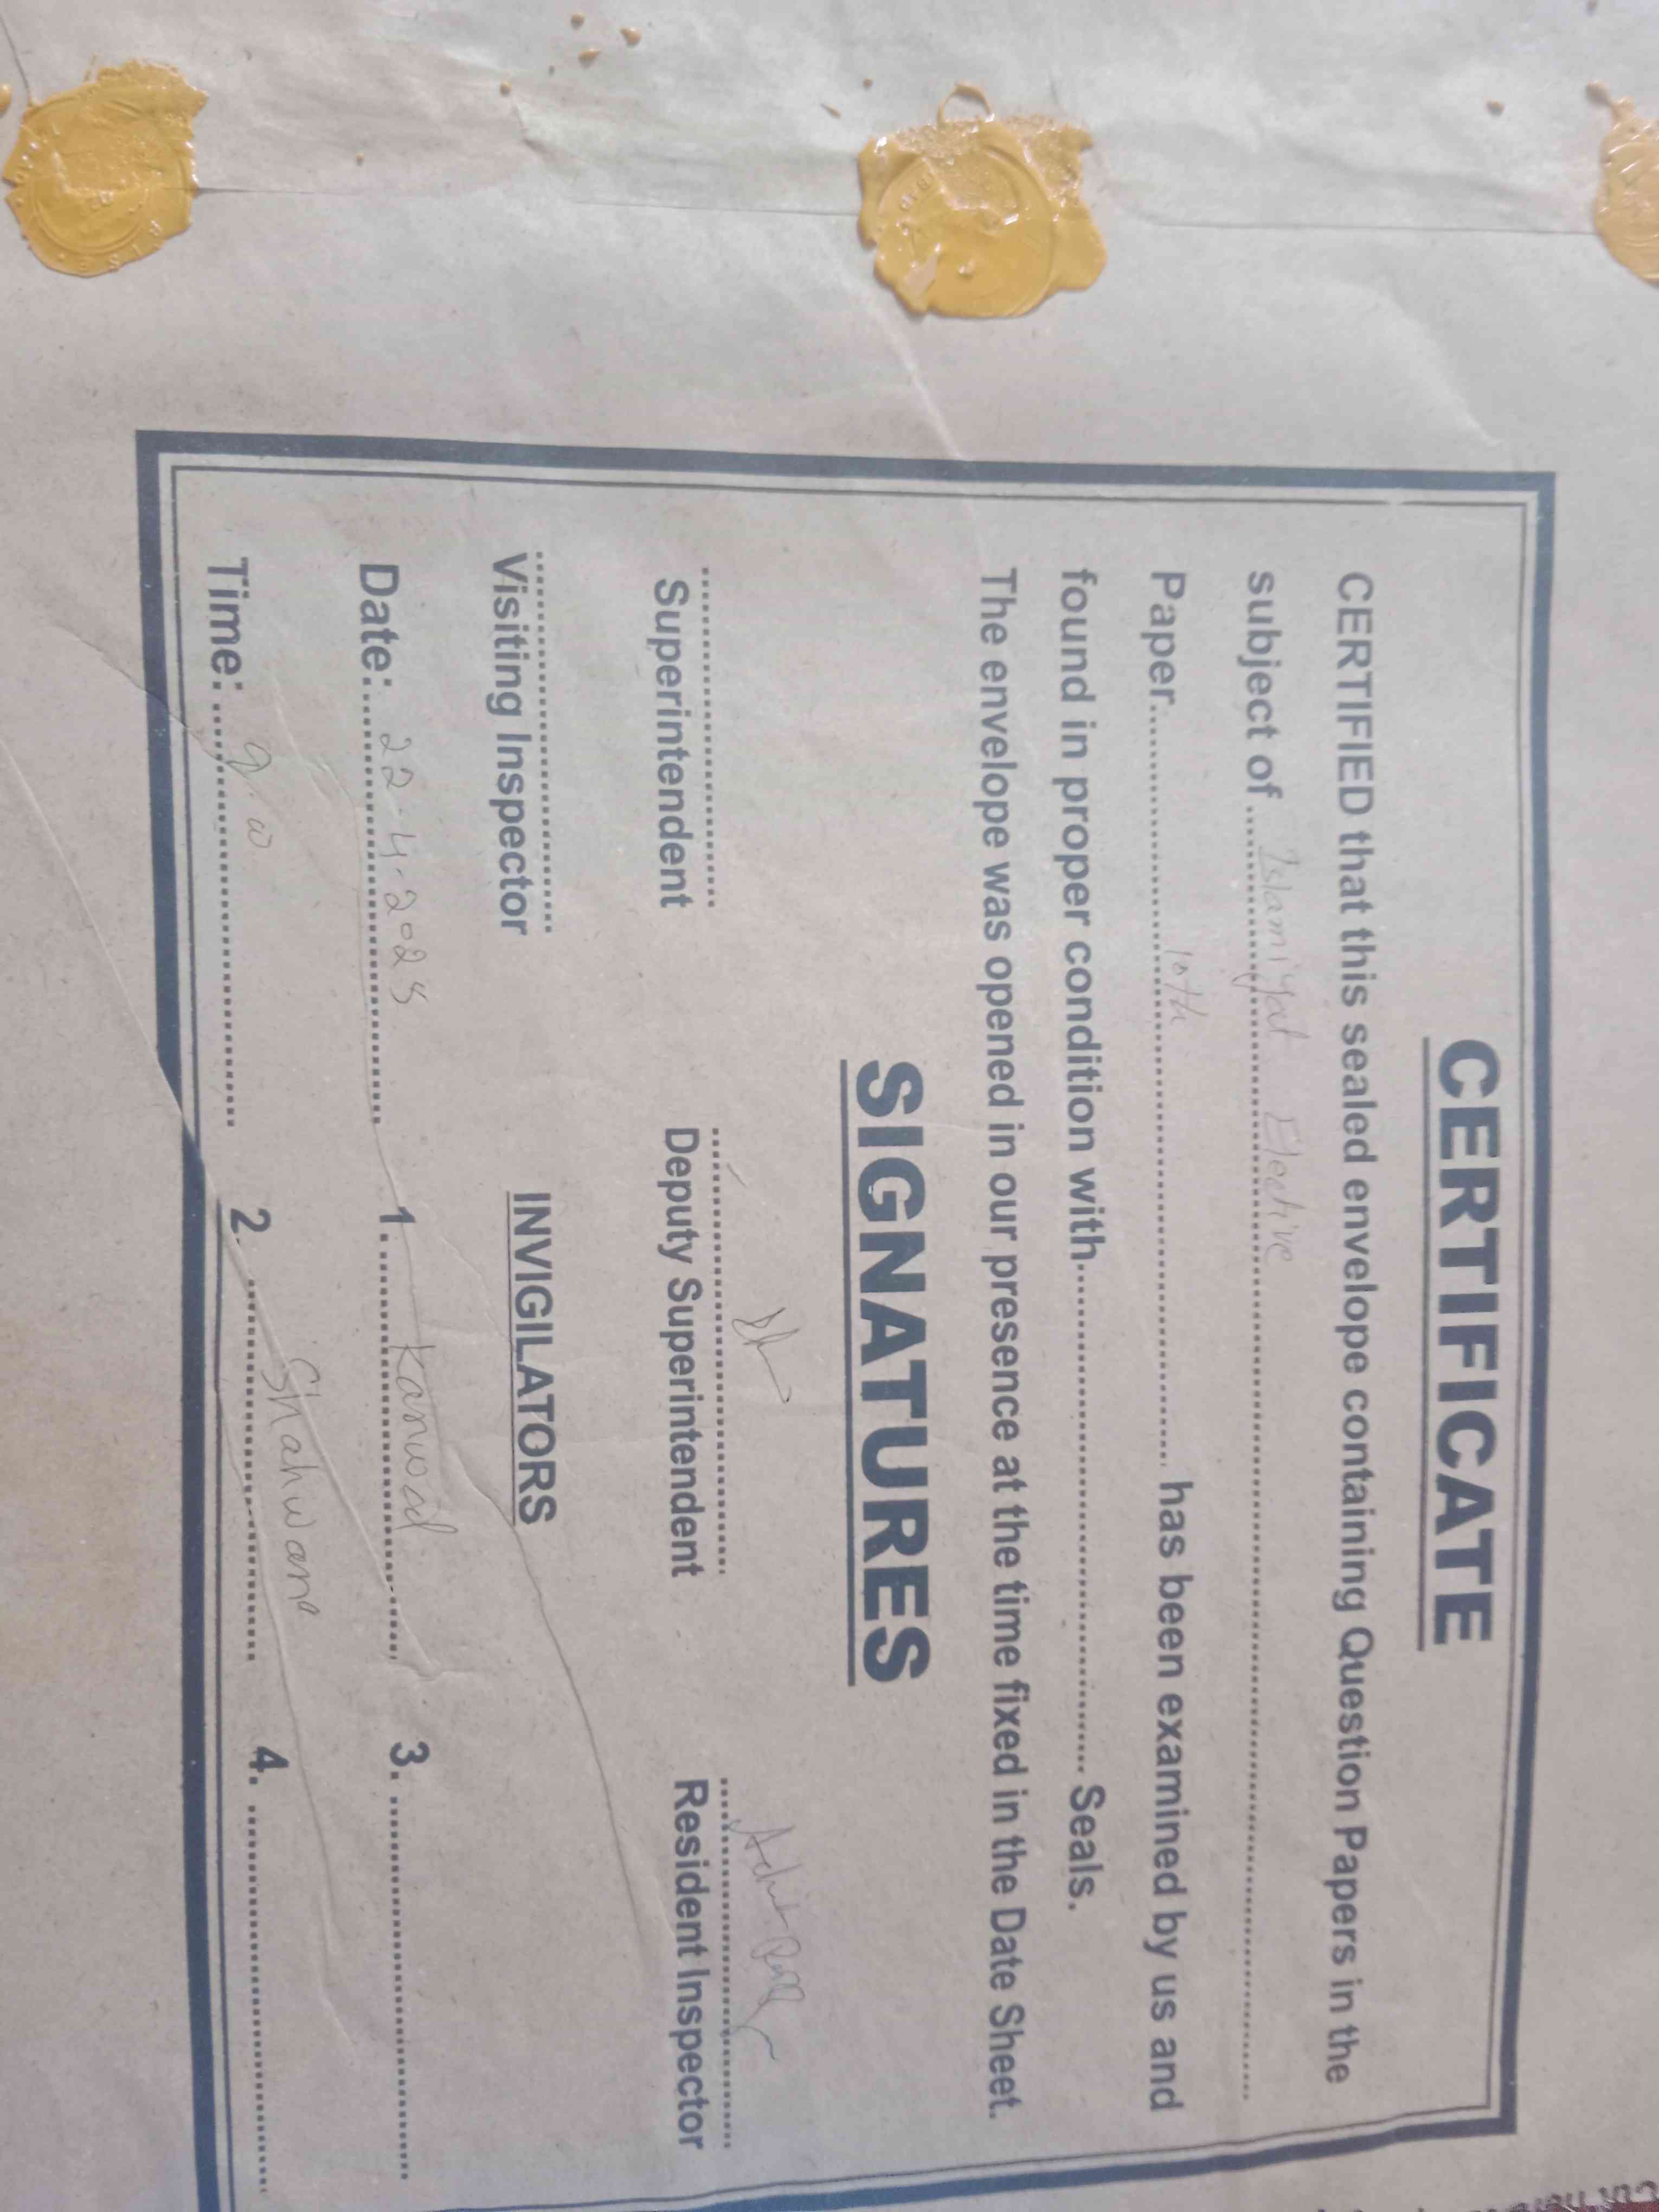 CERTIFICATE
CERTIFIED that this sealed envelope containing Question Papers in the
subject of ..... Islamiyat Elective .....
Paper ..... 10th ..... has been examined by us and
found in proper condition with ..... Seals.
The envelope was opened in our presence at the time fixed in the Date Sheet.
SIGNATURES
Superintendent Deputy Superintendent Resident Inspector
Visiting Inspector INVIGILATORS
Date: 22-4-2025 1. Kanwal 3.
Time: 9:00 2. Shahwana 4.